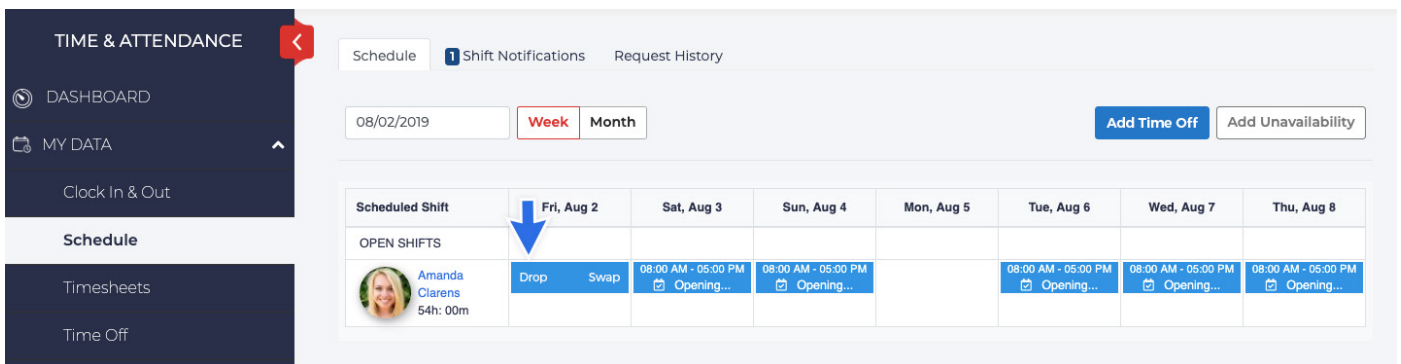 TIME & ATTENDANCE
DASHBOARD
MY DATA
Clock In & Out
Schedule
Timesheets
Time Off
Schedule 1 Shift Notifications Request History
08/02/2019 Week Month Add Time Off Add Unavailability
Scheduled Shift Fri, Aug 2 Sat, Aug 3 Sun, Aug 4 Mon, Aug 5 Tue, Aug 6 Wed, Aug 7 Thu, Aug 8
OPEN SHIFTS
Amanda
Clarens
54h: 00m
Drop Swap
08:00 AM - 05:00 PM
Opening...
08:00 AM - 05:00 PM
Opening...
08:00 AM - 05:00 PM
Opening...
08:00 AM - 05:00 PM
Opening...
08:00 AM - 05:00 PM
Opening...